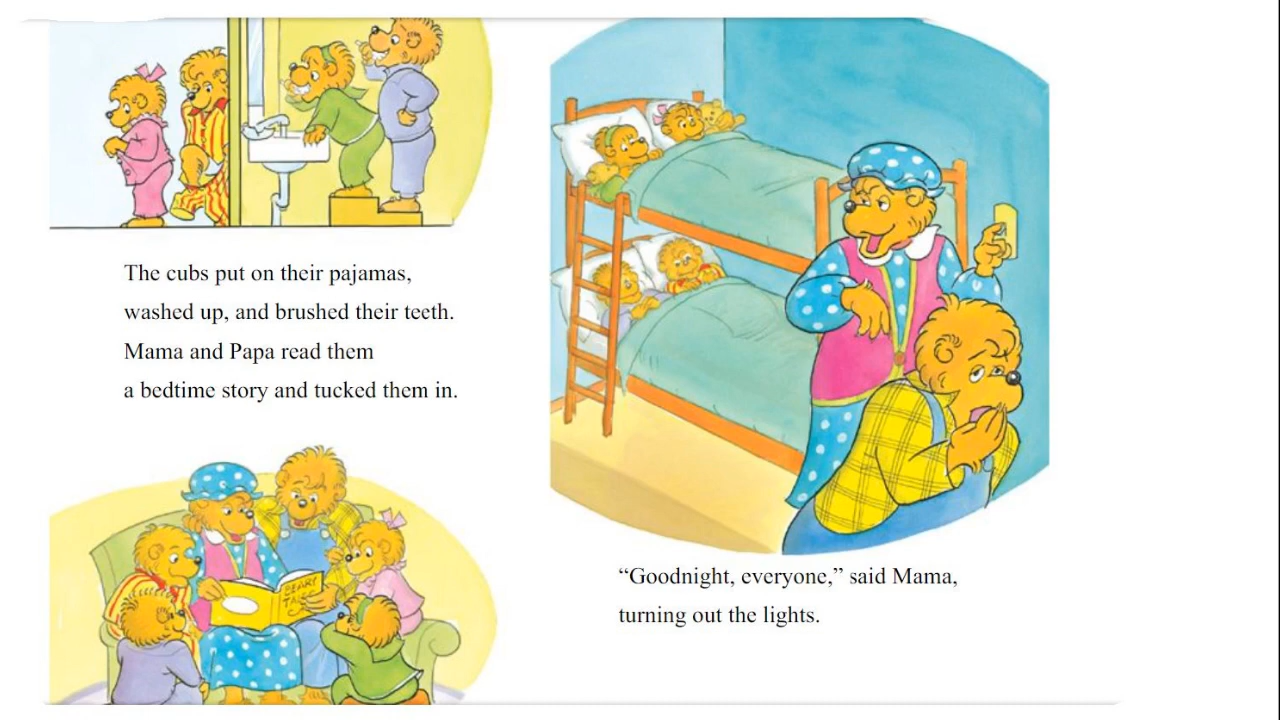 The cubs put on their pajamas,
washed up, and brushed their teeth.
Mama and Papa read them
a bedtime story and tucked them in.
BEARY
“Goodnight, everyone,” said Mama,
turning out the lights.